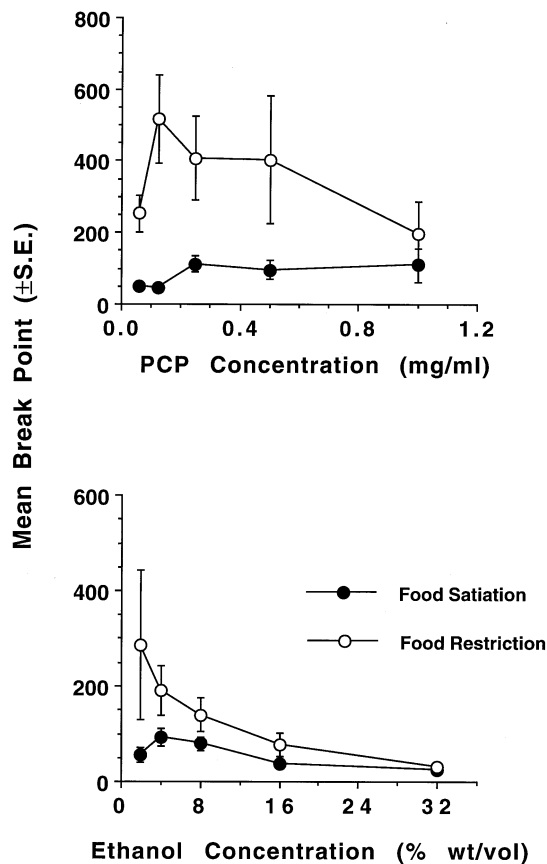 800
600
400
200
0
0.0 0.4 0.8 1.2
PCP Concentration (mg/ml)
Mean Break Point (±S.E.)
600
400
200
0
Food Satiation
Food Restriction
0 8 16 24 32
Ethanol Concentration (% wt/vol)